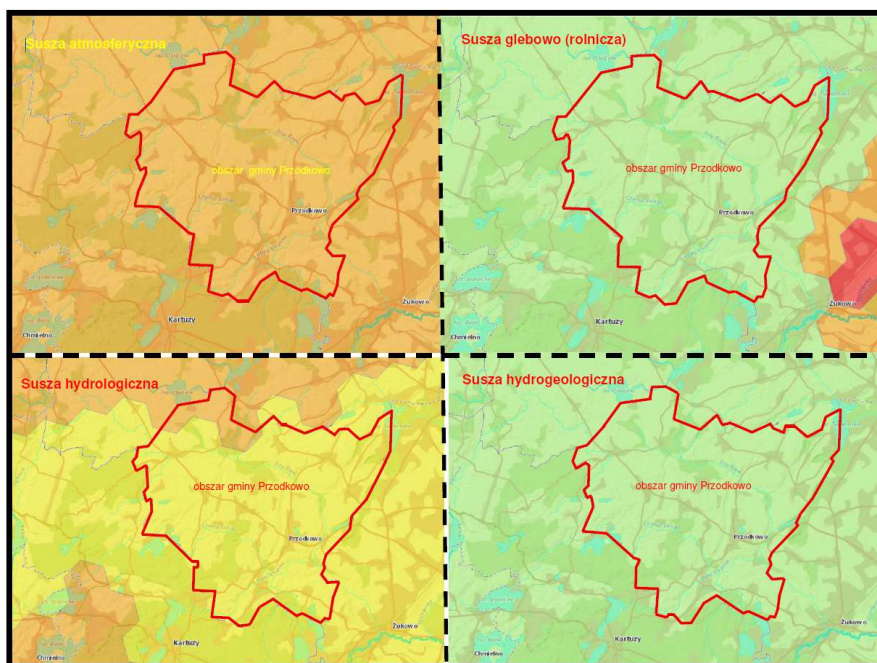 Susza atmosferyczna
obszar gminy Przodkowo
Przodkowo
Kartuzy
Żukowo
Chmielno
Susza glebowo (rolnicza)
obszar gminy Przodkowo
Przodkowo
Kartuzy
Żukowo
Susza hydrologiczna
obszar gminy Przodkowo
Przodkowo
Kartuzy
Żukowo
Chmielno
Susza hydrogeologiczna
obszar gminy Przodkowo
Przodkowo
Kartuzy
Żukowo